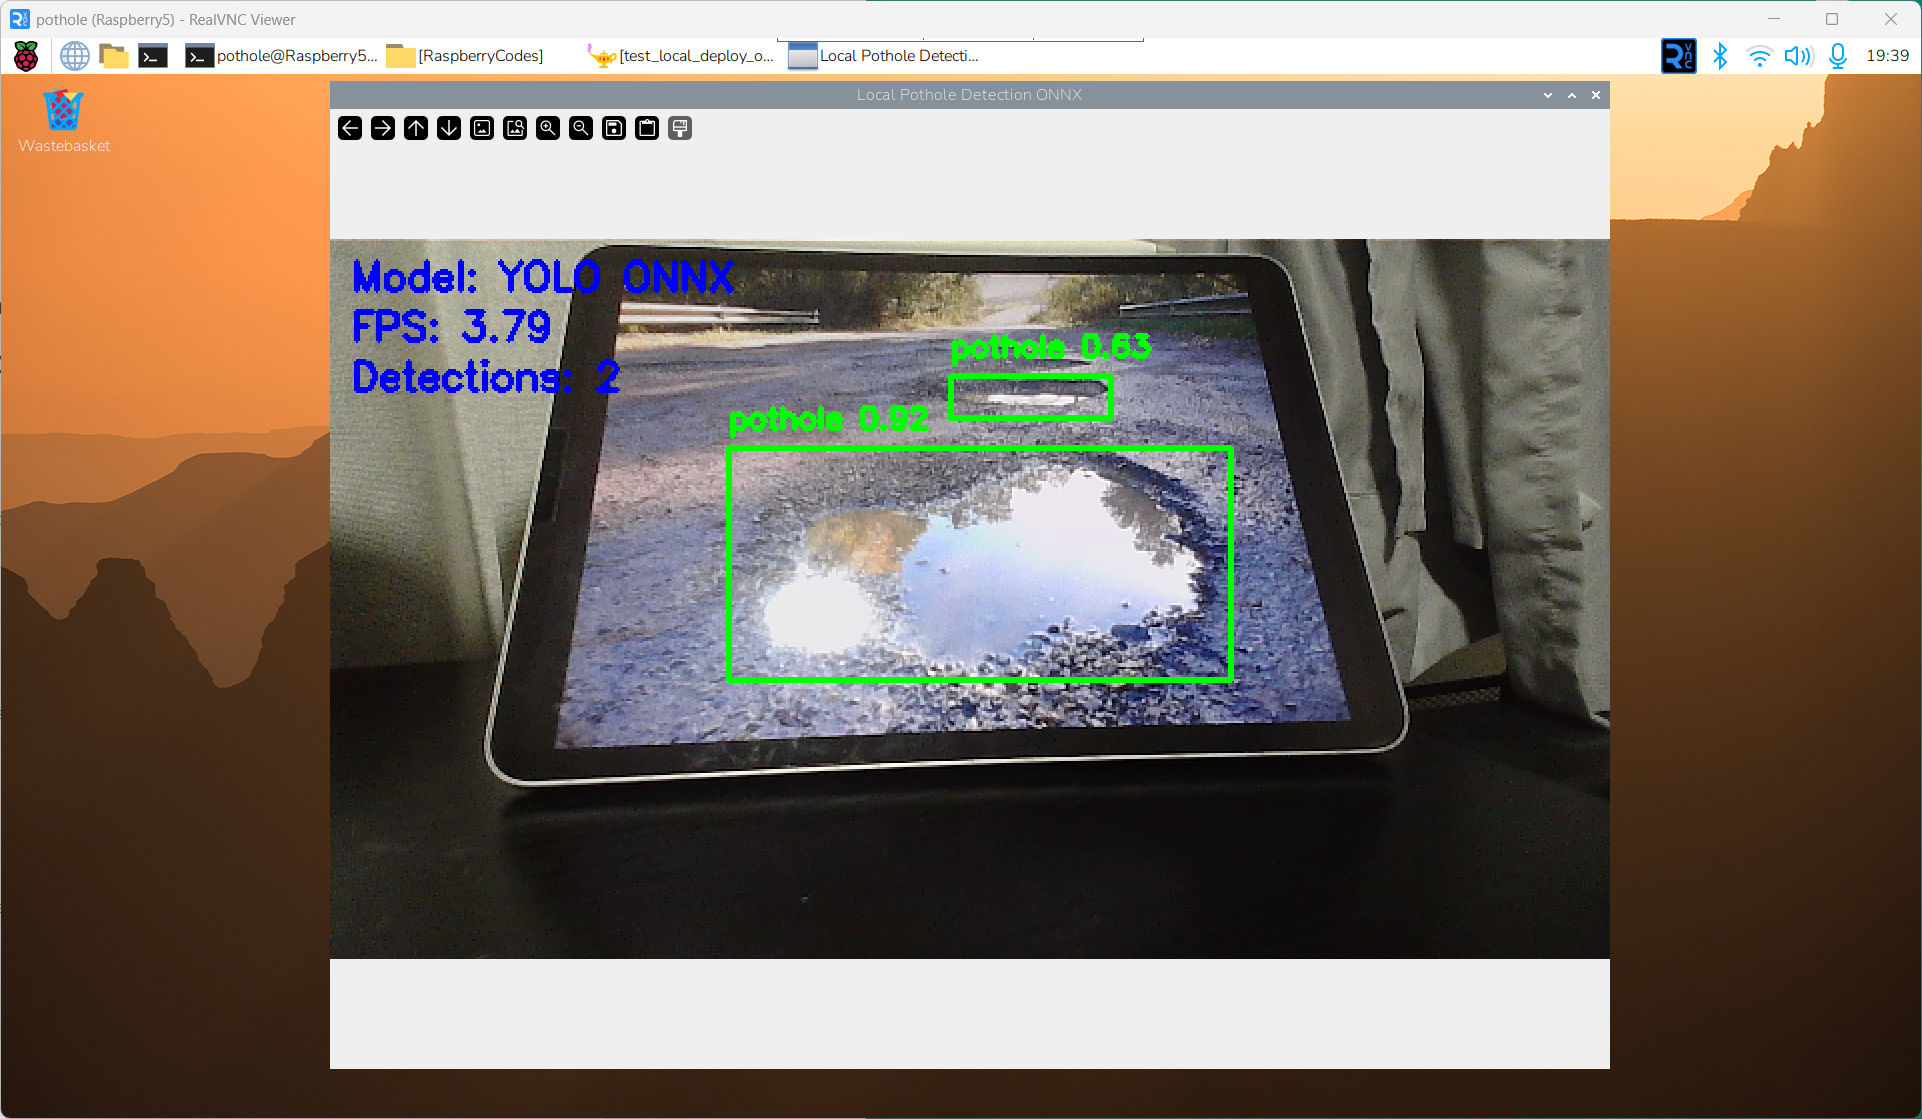 pothole (Raspberry5) - RealVNC Viewer
pothole@Raspberry5...
[RaspberryCodes]
[test_local_deploy_o...
Local Pothole Detecti...
19:39
Wastebasket
Local Pothole Detection ONNX
Model: YOLO ONNX
FPS: 3.79
Detections: 2
pothole 0.63
pothole 0.92